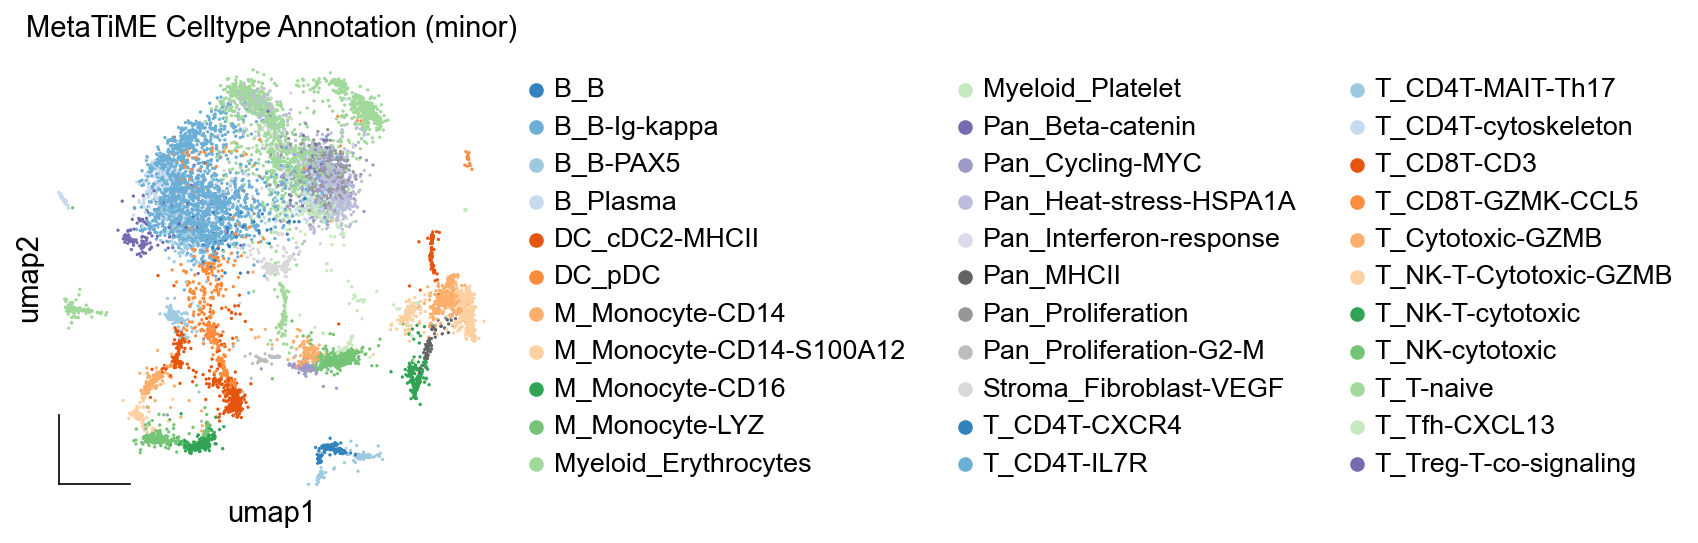 MetaTiME Celltype Annotation (minor)
umap2
umap1
B_B
B_B-Ig-kappa
B_B-PAX5
B_Plasma
DC_cDC2-MHCII
DC_pDC
M_Monocyte-CD14
M_Monocyte-CD14-S100A12
M_Monocyte-CD16
M_Monocyte-LYZ
Myeloid_Erythrocytes
Myeloid_Platelet
Pan_Beta-catenin
Pan_Cycling-MYC
Pan_Heat-stress-HSPA1A
Pan_Interferon-response
Pan_MHCII
Pan_Proliferation
Pan_Proliferation-G2-M
Stroma_Fibroblast-VEGF
T_CD4T-CXCR4
T_CD4T-IL7R
T_CD4T-MAIT-Th17
T_CD4T-cytoskeleton
T_CD8T-CD3
T_CD8T-GZMK-CCL5
T_Cytotoxic-GZMB
T_NK-T-Cytotoxic-GZMB
T_NK-T-cytotoxic
T_NK-cytotoxic
T_T-naive
T_Tfh-CXCL13
T_Treg-T-co-signaling